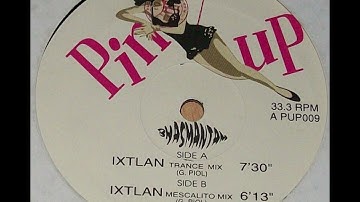 Pin up
33.3 RPM
A PUP009
SIDE A
IXTLAN TRANCE MIX 7'30"
(G. PIOL)
SIDE B
IXTLAN MESCALITO MIX 6'13"
(G. PIOL)